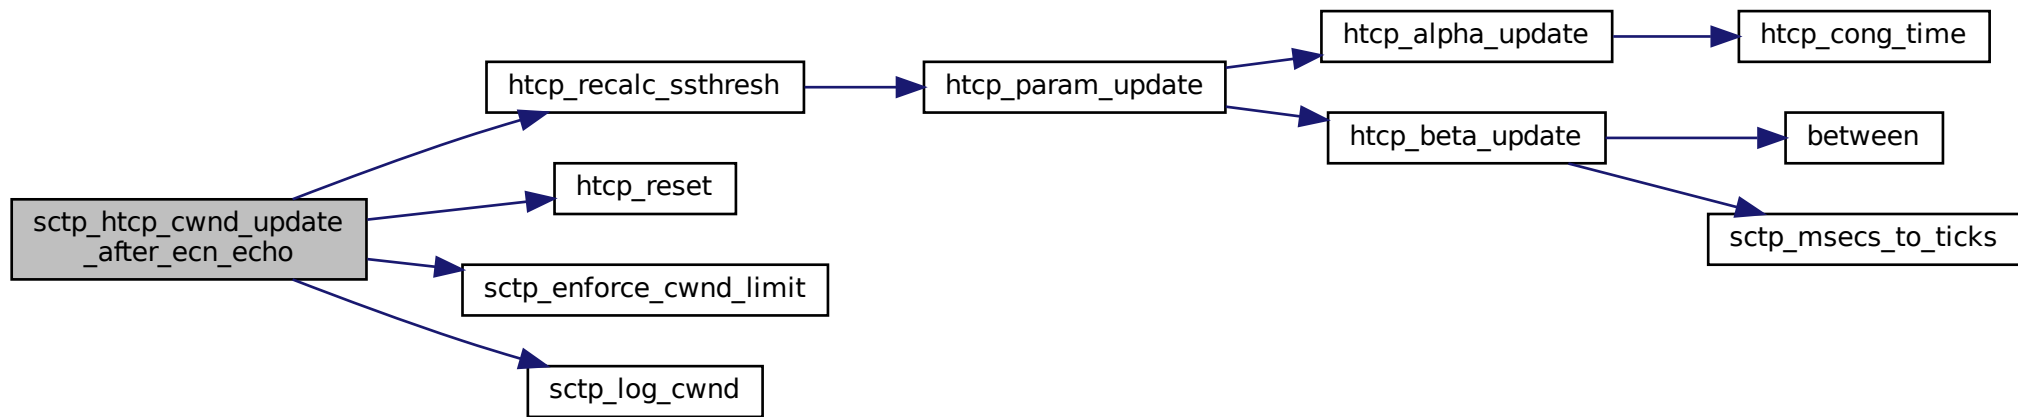 sctp_htcp_cwnd_update
_after_ecn_echo
htcp_recalc_ssthresh
htcp_reset
sctp_enforce_cwnd_limit
sctp_log_cwnd
htcp_param_update
htcp_alpha_update
htcp_beta_update
htcp_cong_time
between
sctp_msecs_to_ticks